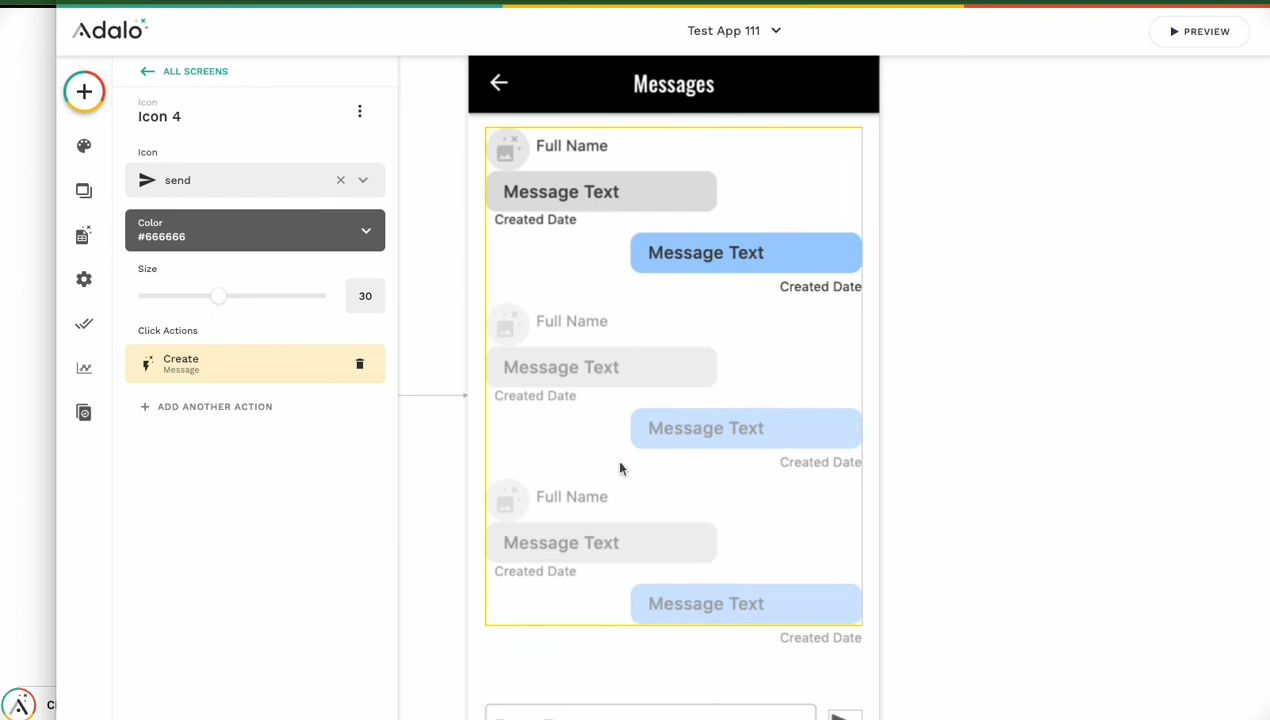 Adalo
Test App 111
PREVIEW
ALL SCREENS
Icon
Icon 4
Icon
send
Color
#666666
Size
30
Click Actions
Create
Message
ADD ANOTHER ACTION
Messages
Full Name
Message Text
Created Date
Message Text
Created Date
Full Name
Message Text
Created Date
Message Text
Created Date
Full Name
Message Text
Created Date
Message Text
Created Date